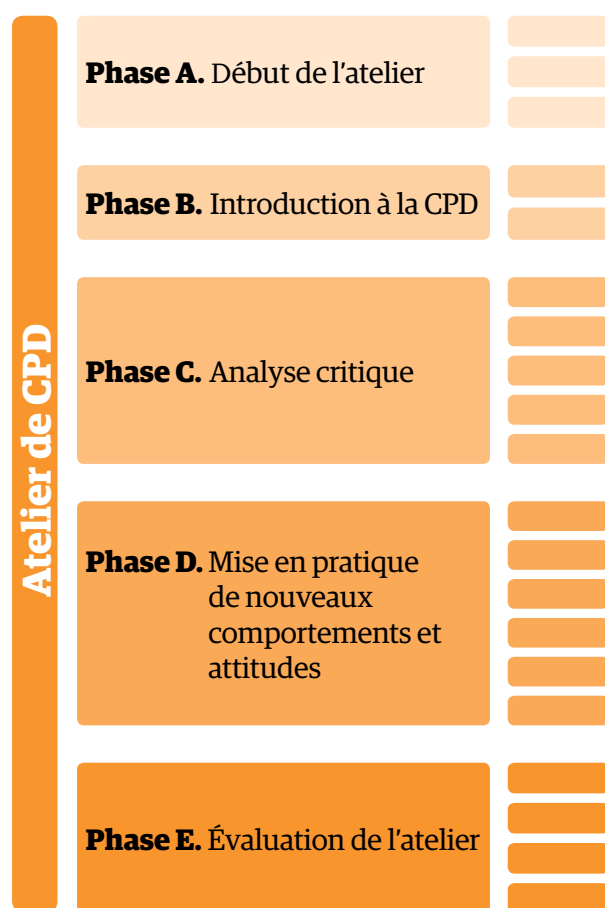 Atelier de CPD
Phase A. Début de l'atelier
Phase B. Introduction à la CPD
Phase C. Analyse critique
Phase D. Mise en pratique
de nouveaux
comportements et
attitudes
Phase E. Évaluation de l'atelier